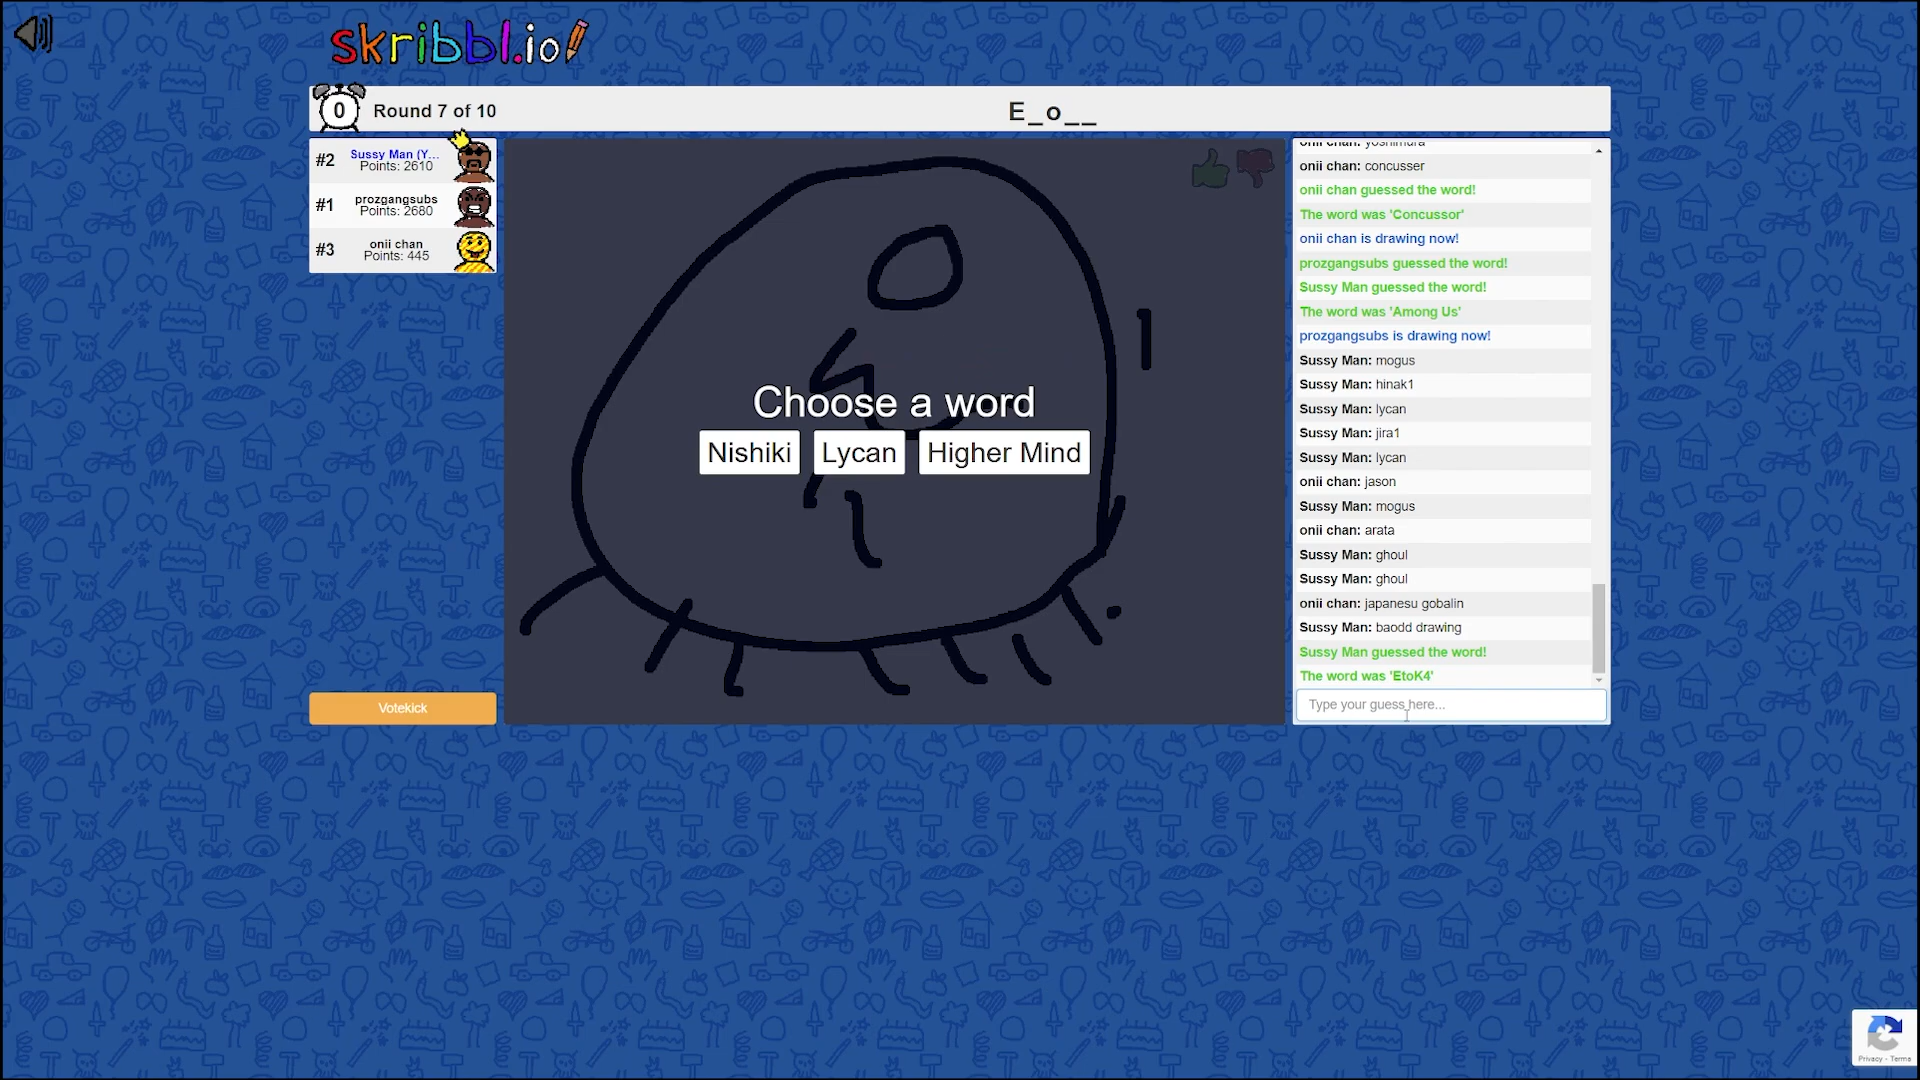 skribbl.io
0
Round 7 of 10
E_o__
#2
Sussy Man (Y...
Points: 2610
#1
prozgangsubs
Points: 2680
#3
onii chan
Points: 445
Votekick
Choose a word
Nishiki
Lycan
Higher Mind
onii chan: yoshimura
onii chan: concusser
onii chan guessed the word!
The word was 'Concussor'
onii chan is drawing now!
prozgangsubs guessed the word!
Sussy Man guessed the word!
The word was 'Among Us'
prozgangsubs is drawing now!
Sussy Man: mogus
Sussy Man: hinak1
Sussy Man: lycan
Sussy Man: jira1
Sussy Man: lycan
onii chan: jason
Sussy Man: mogus
onii chan: arata
Sussy Man: ghoul
Sussy Man: ghoul
onii chan: japanesu gobalin
Sussy Man: baodd drawing
Sussy Man guessed the word!
The word was 'EtoK4'
Type your guess here...
Privacy - Terms